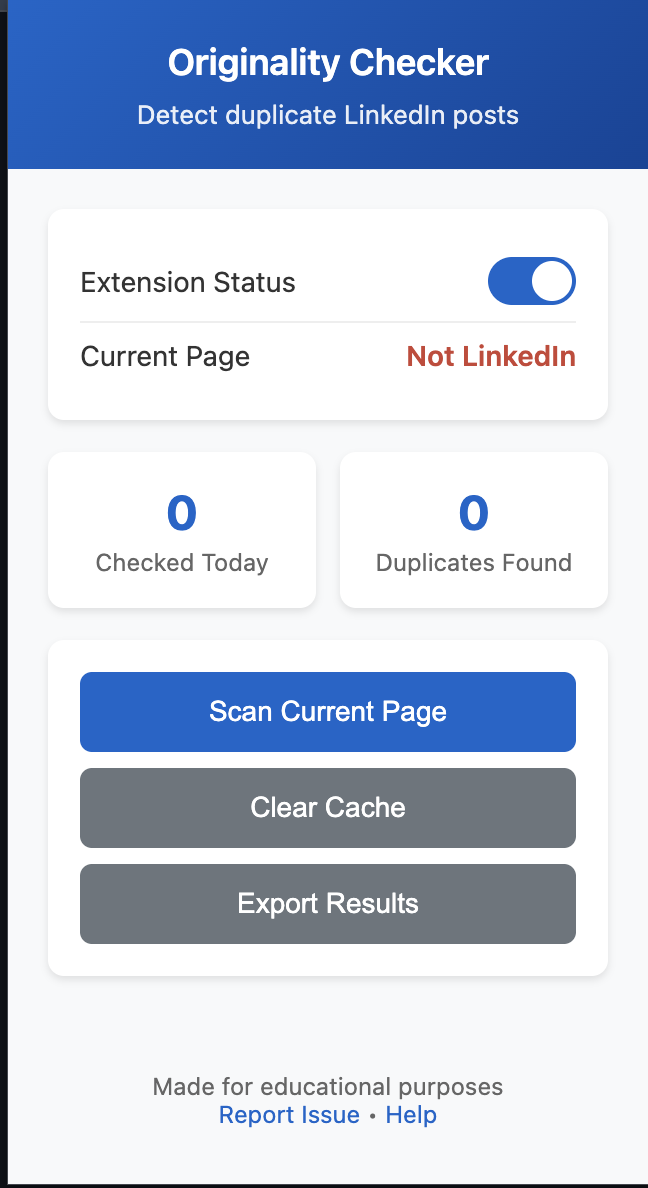 Originality Checker
Detect duplicate LinkedIn posts
Extension Status
Current Page Not LinkedIn
0
Checked Today
0
Duplicates Found
Scan Current Page
Clear Cache
Export Results
Made for educational purposes
Report Issue • Help